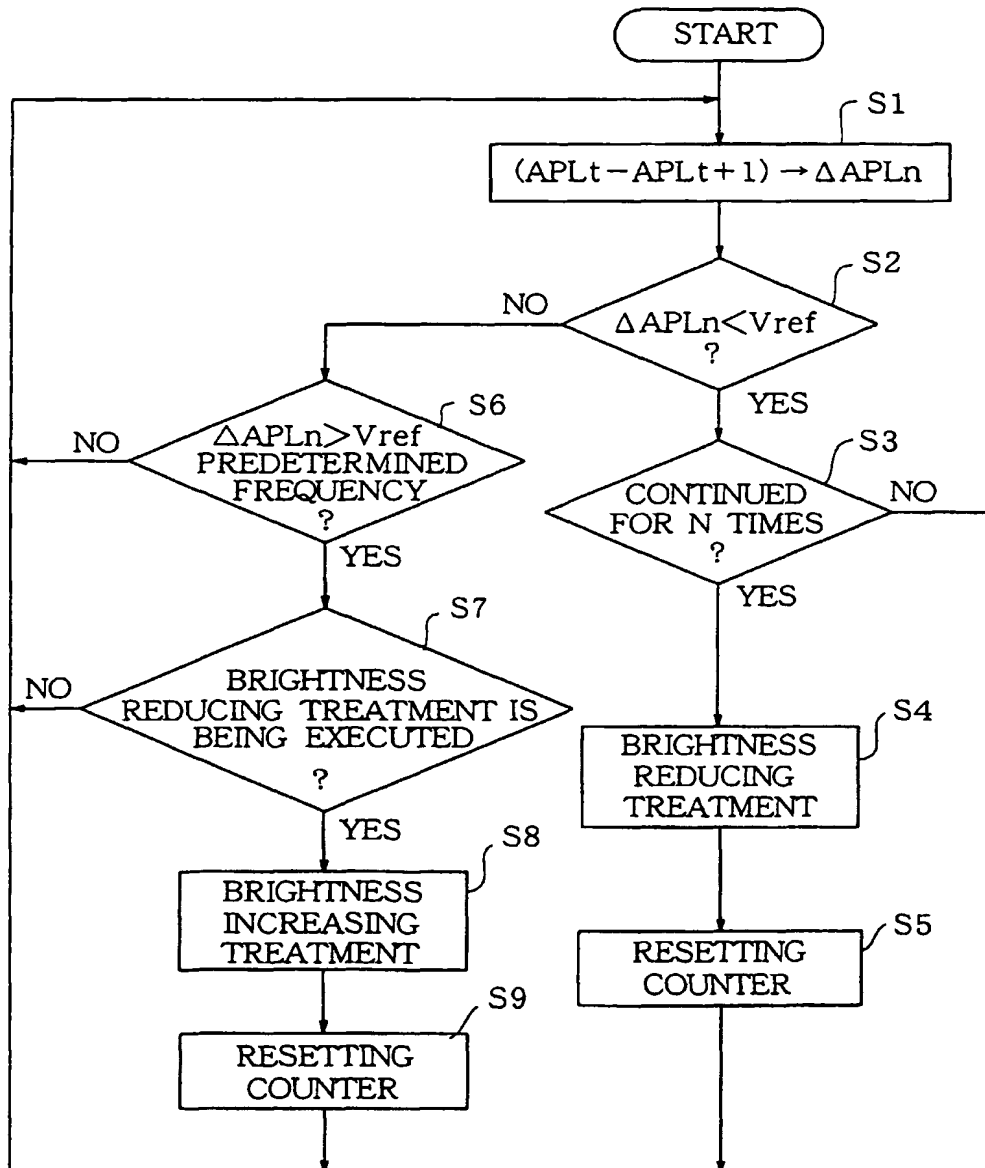 START
S1
(APLt-APLt+1)→ΔAPLn
S2
NO
ΔAPLn<Vref
?
YES
S6
NO
ΔAPLn>Vref
PREDETERMINED
FREQUENCY
?
YES
S3
CONTINUED
FOR N TIMES
?
NO
YES
S7
NO
BRIGHTNESS
REDUCING TREATMENT IS
BEING EXECUTED
?
YES
S4
BRIGHTNESS
REDUCING
TREATMENT
S8
BRIGHTNESS
INCREASING
TREATMENT
S5
RESETTING
COUNTER
S9
RESETTING
COUNTER